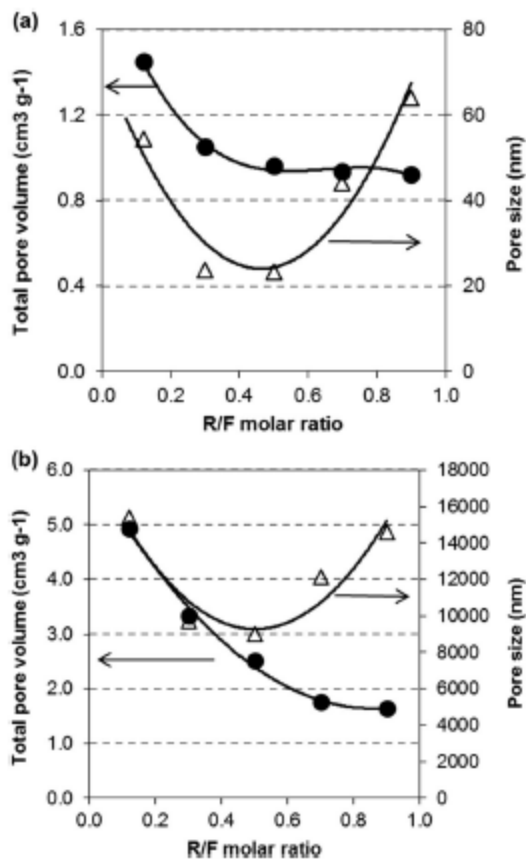 (a)
1.6
1.2
0.8
0.4
0.0
Total pore volume (cm3 g-1)
80
60
40
20
0
Pore size (nm)
0.0 0.2 0.4 0.6 0.8 1.0
R/F molar ratio
(b)
6.0
5.0
4.0
3.0
2.0
1.0
0.0
Total pore volume (cm3 g-1)
18000
16000
14000
12000
10000
8000
6000
4000
2000
0
Pore size (nm)
0.0 0.2 0.4 0.6 0.8 1.0
R/F molar ratio